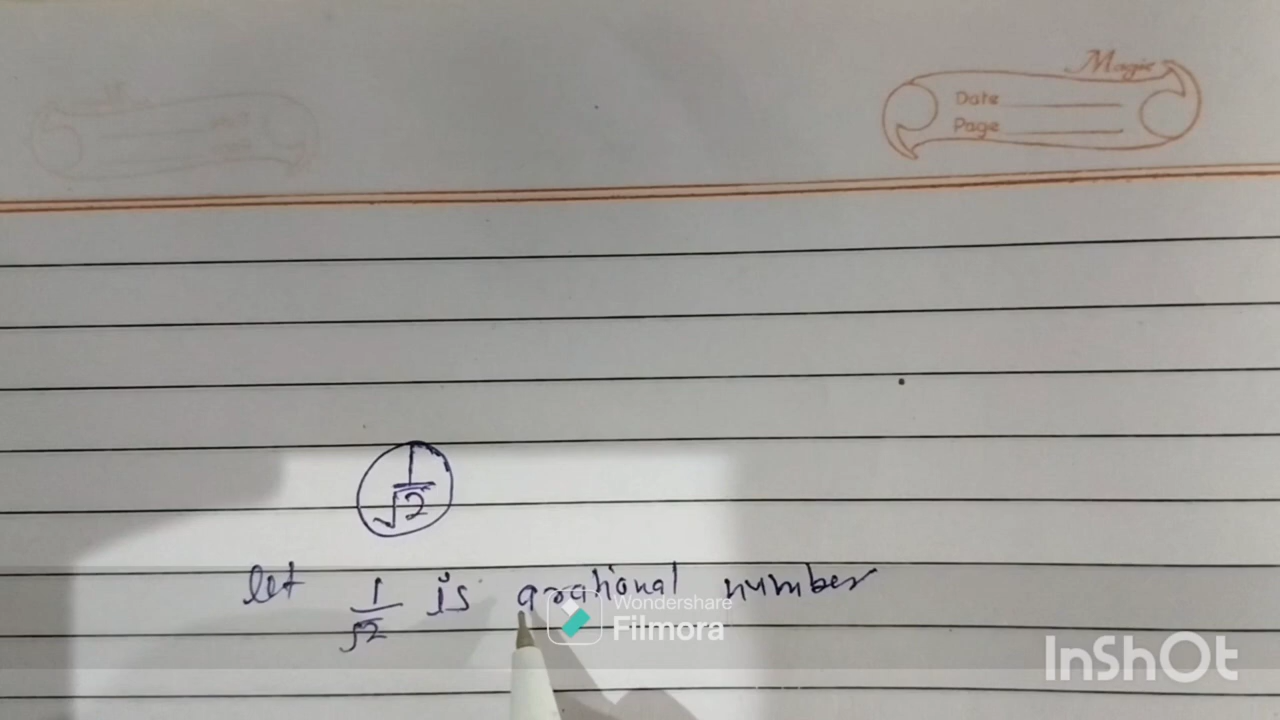 Magic
Date
Page
1
√2
let 1/√2 is a rational number
Wondershare
Filmora
InShOt